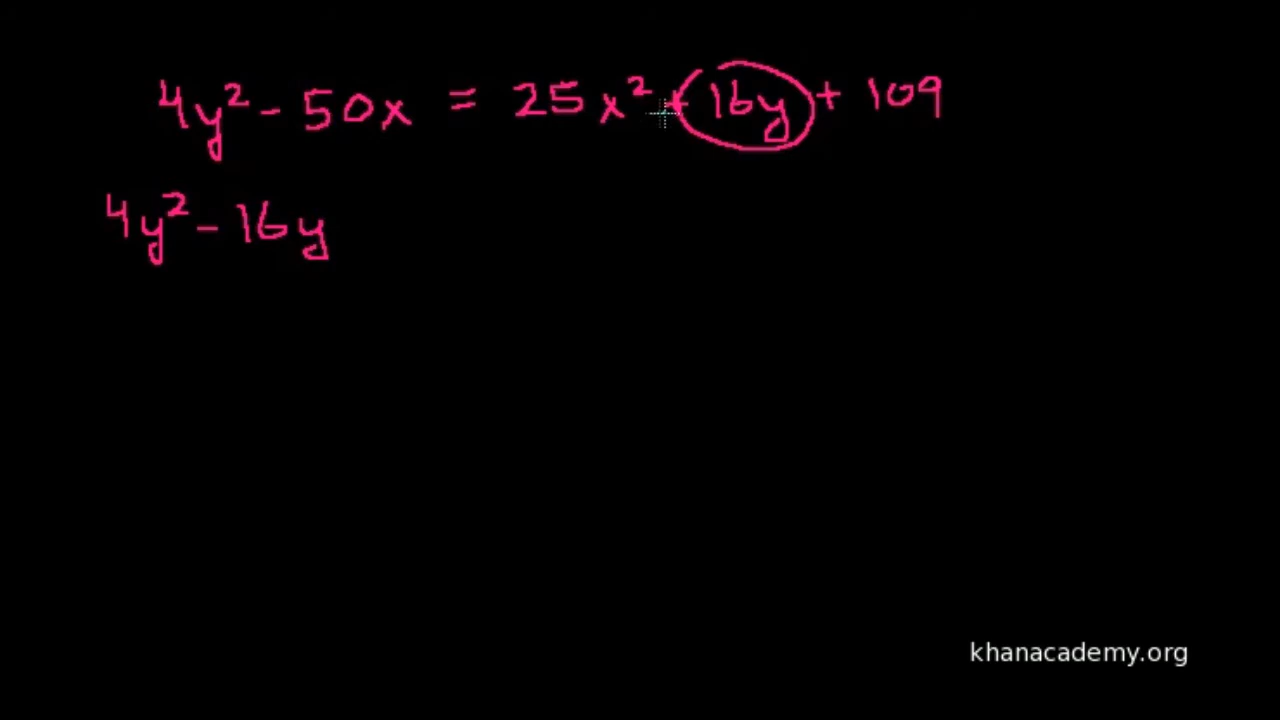 4y² - 50x = 25x² + 16y + 109
4y² - 16y
khanacademy.org